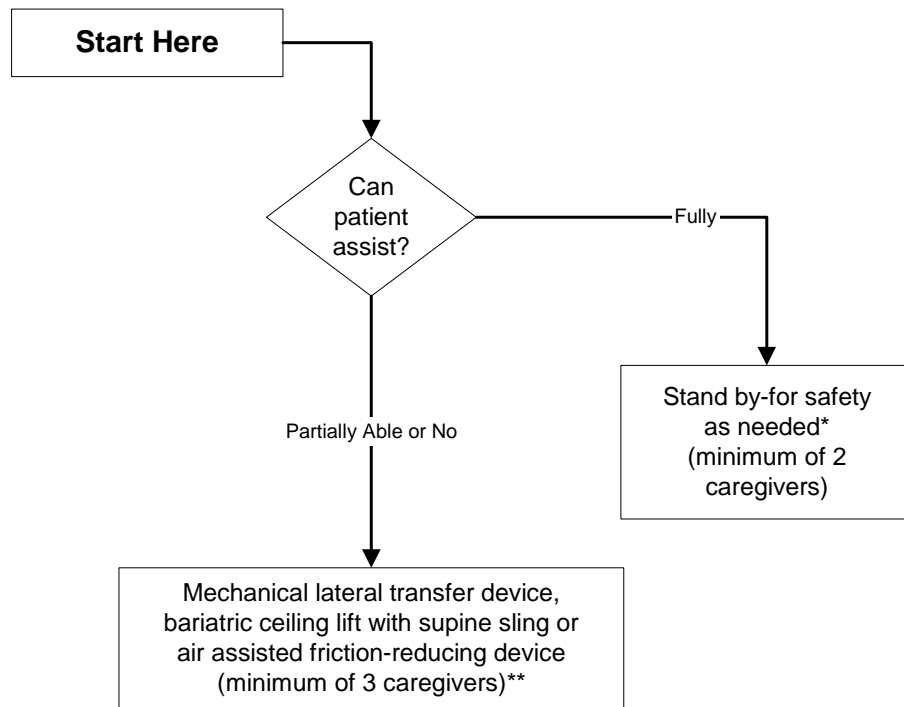 Start Here
Can
patient
assist?
Fully
Partially Able or No
Stand by-for safety
as needed*
(minimum of 2
caregivers)
Mechanical lateral transfer device,
bariatric ceiling lift with supine sling or
air assisted friction-reducing device
(minimum of 3 caregivers)**